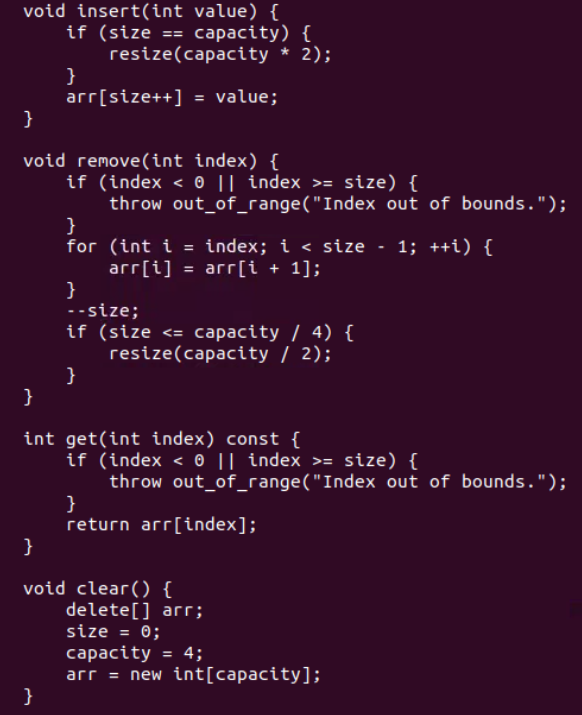 void insert(int value) {
    if (size == capacity) {
        resize(capacity * 2);
    }
    arr[size++] = value;
}

void remove(int index) {
    if (index < 0 || index >= size) {
        throw out_of_range("Index out of bounds.");
    }
    for (int i = index; i < size - 1; ++i) {
        arr[i] = arr[i + 1];
    }
    --size;
    if (size <= capacity / 4) {
        resize(capacity / 2);
    }
}

int get(int index) const {
    if (index < 0 || index >= size) {
        throw out_of_range("Index out of bounds.");
    }
    return arr[index];
}

void clear() {
    delete[] arr;
    size = 0;
    capacity = 4;
    arr = new int[capacity];
}